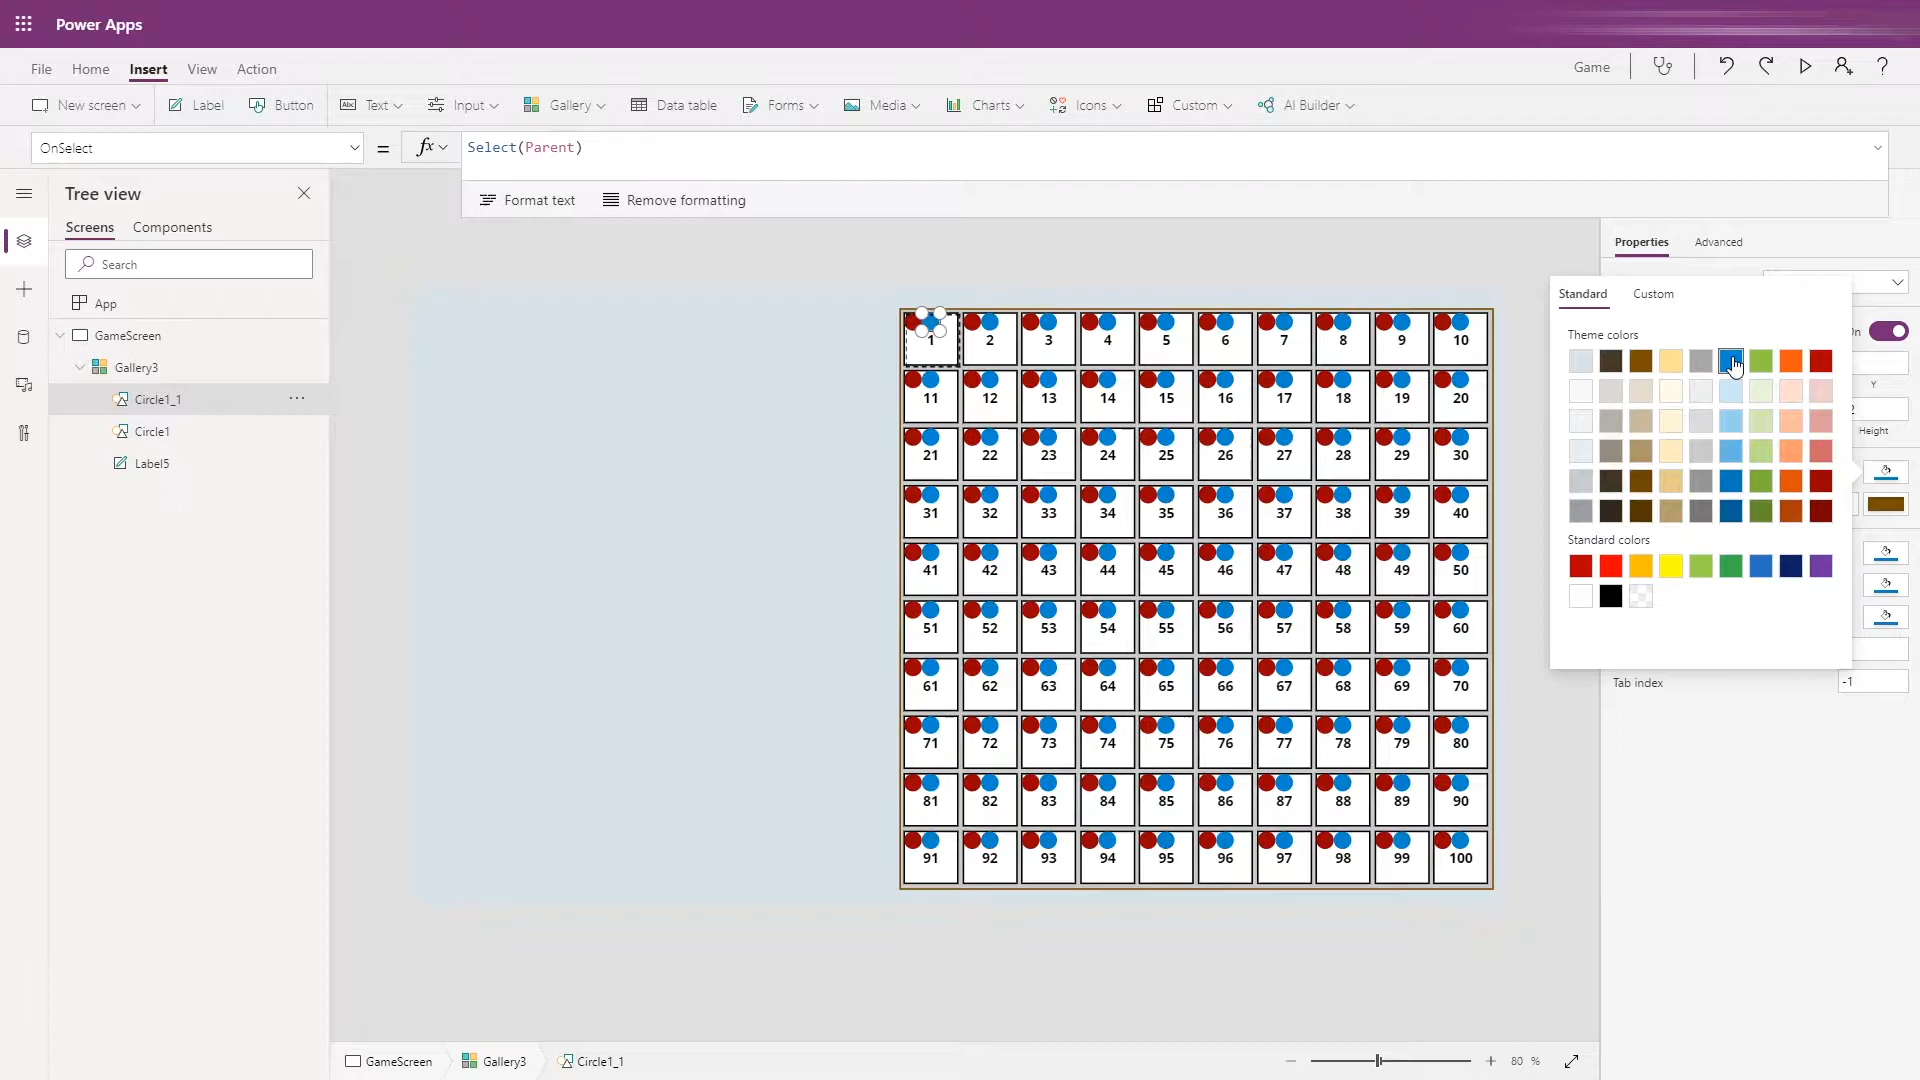 Power Apps
File Home Insert View Action Game
New screen Label Button Text Input Gallery Data table Forms Media Charts Icons Custom AI Builder
OnSelect = fx Select(Parent)
Format text Remove formatting
Tree view
Screens Components
Search
App
GameScreen
Gallery3
Circle1_1
Circle1
Label5
1 2 3 4 5 6 7 8 9 10
11 12 13 14 15 16 17 18 19 20
21 22 23 24 25 26 27 28 29 30
31 32 33 34 35 36 37 38 39 40
41 42 43 44 45 46 47 48 49 50
51 52 53 54 55 56 57 58 59 60
61 62 63 64 65 66 67 68 69 70
71 72 73 74 75 76 77 78 79 80
81 82 83 84 85 86 87 88 89 90
91 92 93 94 95 96 97 98 99 100
Properties Advanced
Standard Custom
Theme colors
Y
Height
Standard colors
Tab index -1
GameScreen Gallery3 Circle1_1 80 %